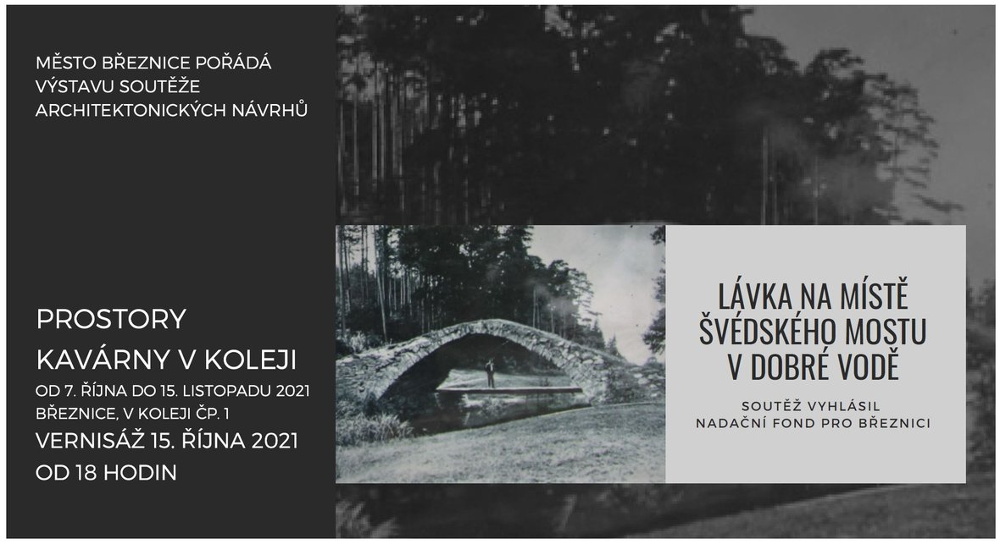 MĚSTO BŘEZNICE POŘÁDÁ
VÝSTAVU SOUTĚŽE
ARCHITEKTONICKÝCH NÁVRHŮ
PROSTORY
KAVÁRNY V KOLEJI
OD 7. ŘÍJNA DO 15. LISTOPADU 2021
BŘEZNICE, V KOLEJI ČP. 1
VERNISÁŽ 15. ŘÍJNA 2021
OD 18 HODIN
LÁVKA NA MÍSTĚ
ŠVÉDSKÉHO MOSTU
V DOBRÉ VODĚ
SOUTĚŽ VYHLÁSIL
NADAČNÍ FOND PRO BŘEZNICI